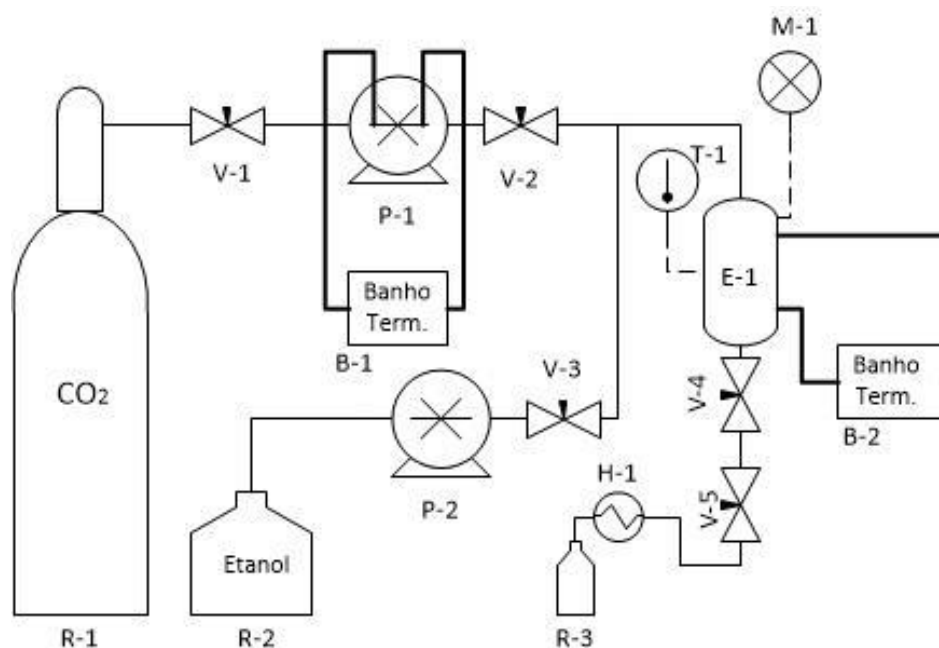 M-1
T-1
V-1
V-2
P-1
E-1
Banho
Term.
B-1
V-3
CO2
V-4
Banho
Term.
B-2
H-1
P-2
V-5
Etanol
R-1
R-2
R-3